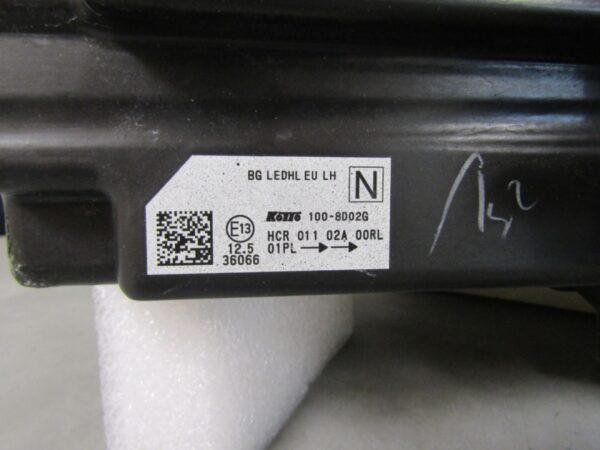 BG LEDHL EU LH
N
KOITO 100-8D02G
E13
HCR 011 02A 00RL
12.5
01PL
36066